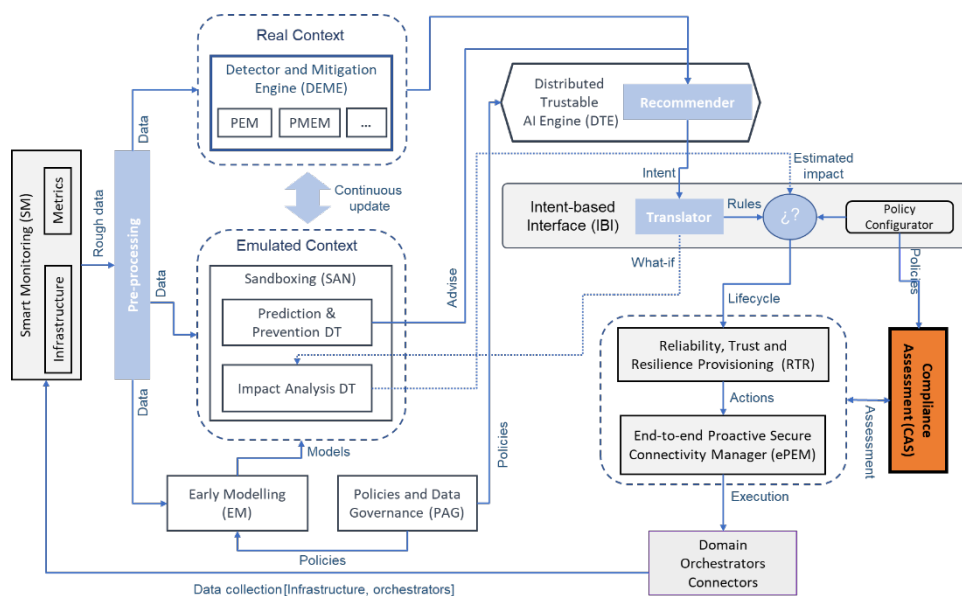 Real Context
Detector and Mitigation
Engine (DEME)
PEM
PMEM
...
Distributed
Trustable
AI Engine (DTE)
Recommender
Data
Smart Monitoring (SM)
Metrics
Infrastructure
Rough data
Pre-processing
Continuous
update
Intent
Estimated
impact
Intent-based
Interface (IBI)
Translator
Rules
¿?
Policy
Configurator
Emulated Context
Sandboxing (SAN)
Data
Prediction &
Prevention DT
Advise
What-if
Lifecycle
Policies
Impact Analysis DT
Reliability, Trust and
Resilience Provisioning (RTR)
Compliance
Assessment (CAS)
Data
Actions
Assessment
End-to-end Proactive Secure
Connectivity Manager (ePEM)
Models
Policies
Early Modelling
(EM)
Policies and Data
Governance (PAG)
Execution
Policies
Domain
Orchestrators
Connectors
Data collection[Infrastructure, orchestrators]